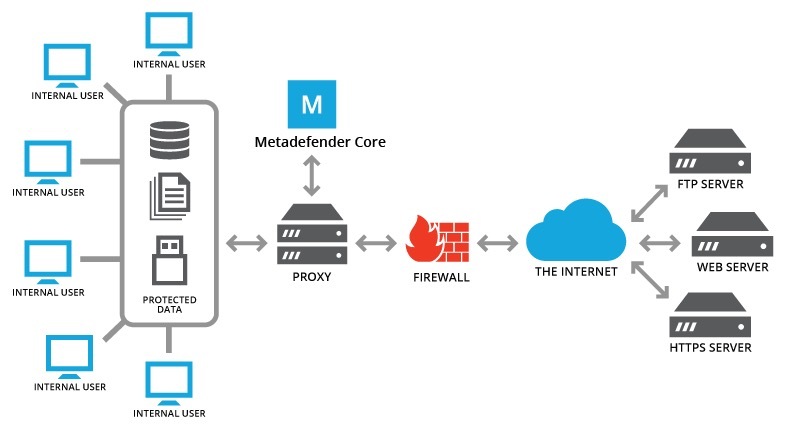 INTERNAL USER
INTERNAL USER
INTERNAL USER
INTERNAL USER
INTERNAL USER
INTERNAL USER
PROTECTED
DATA
M
Metadefender Core
PROXY
FIREWALL
THE INTERNET
FTP SERVER
WEB SERVER
HTTPS SERVER